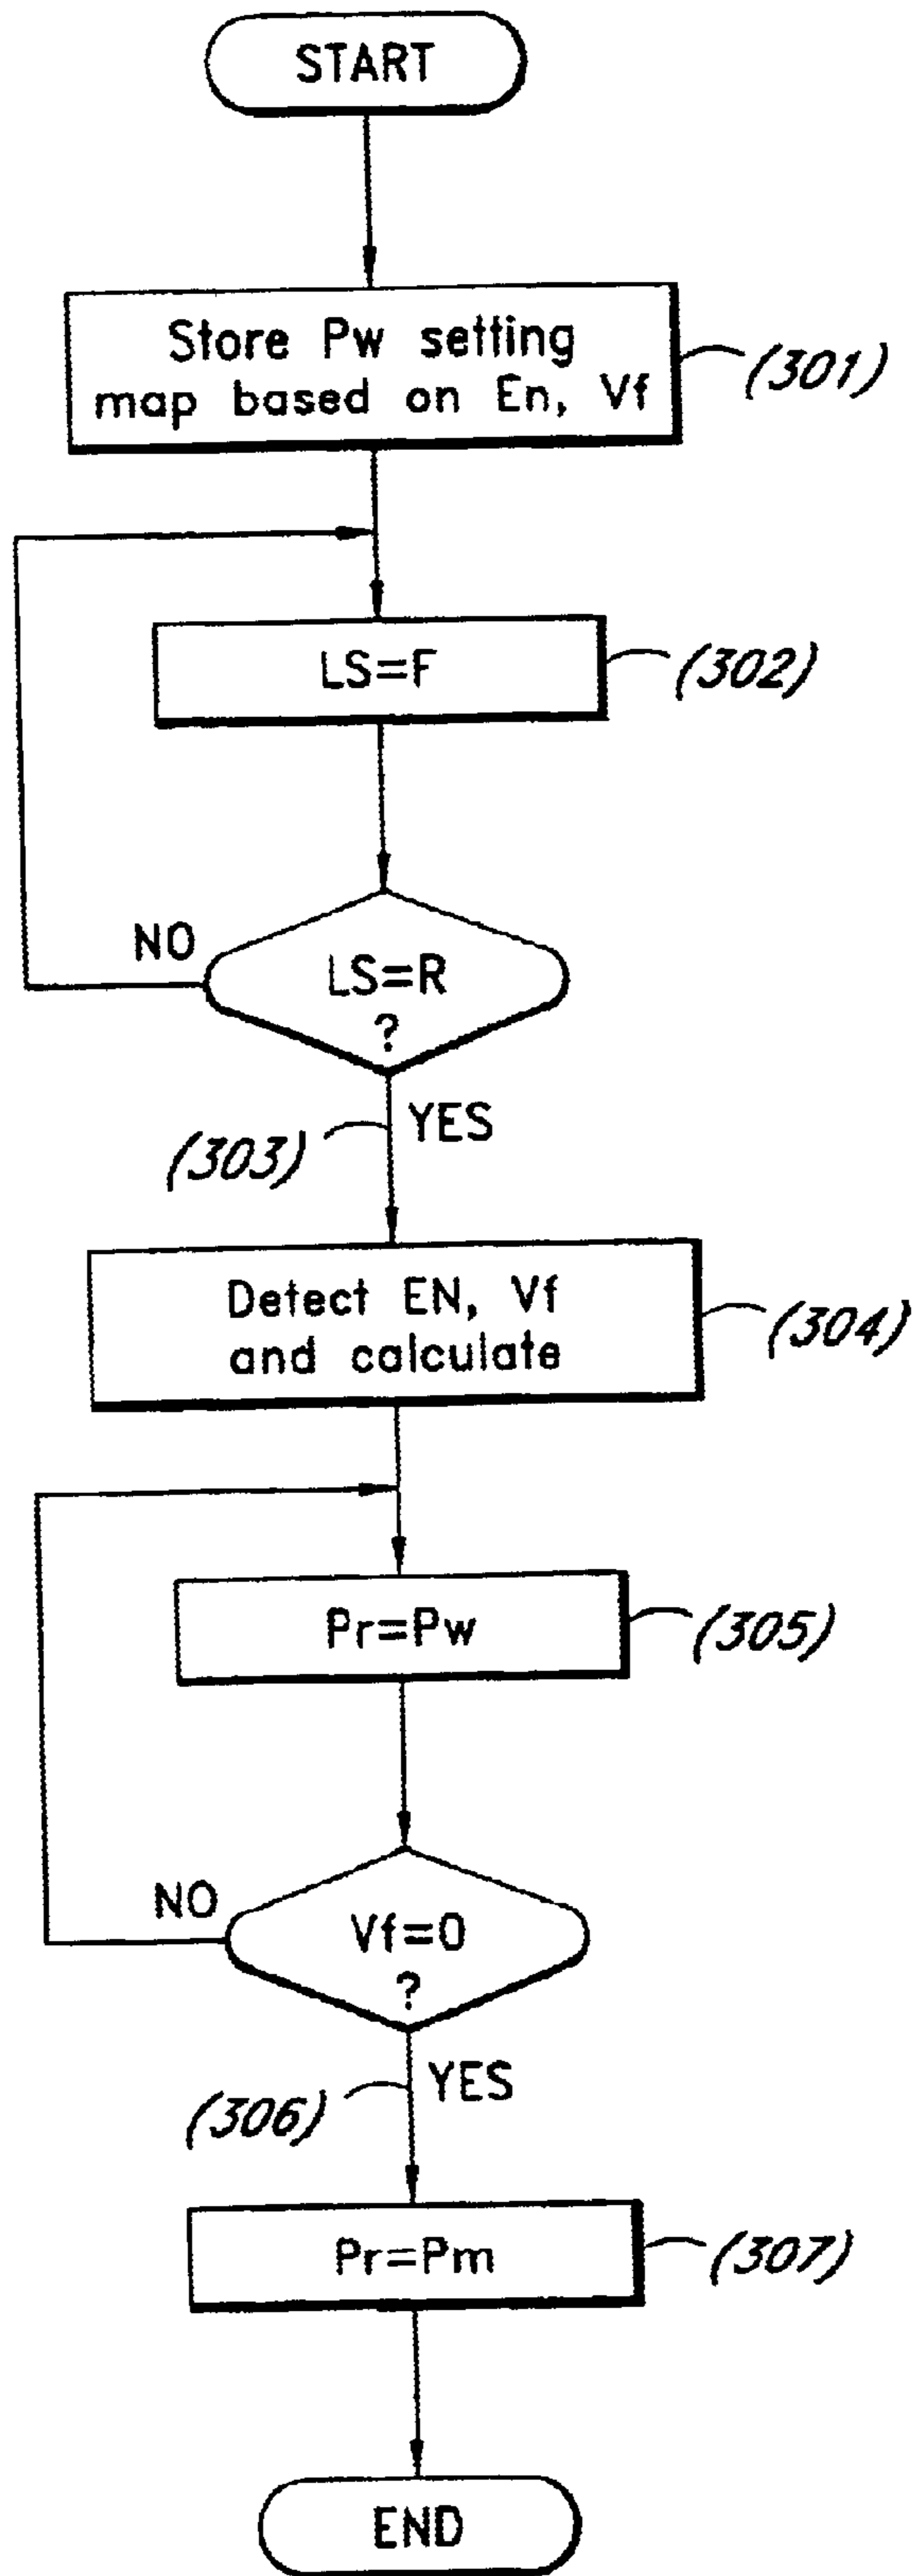 START
Store Pw setting
map based on En, Vf
(301)
LS=F
(302)
NO
LS=R
?
YES
(303)
Detect EN, Vf
and calculate
(304)
Pr=Pw
(305)
NO
Vf=0
?
YES
(306)
Pr=Pm
(307)
END